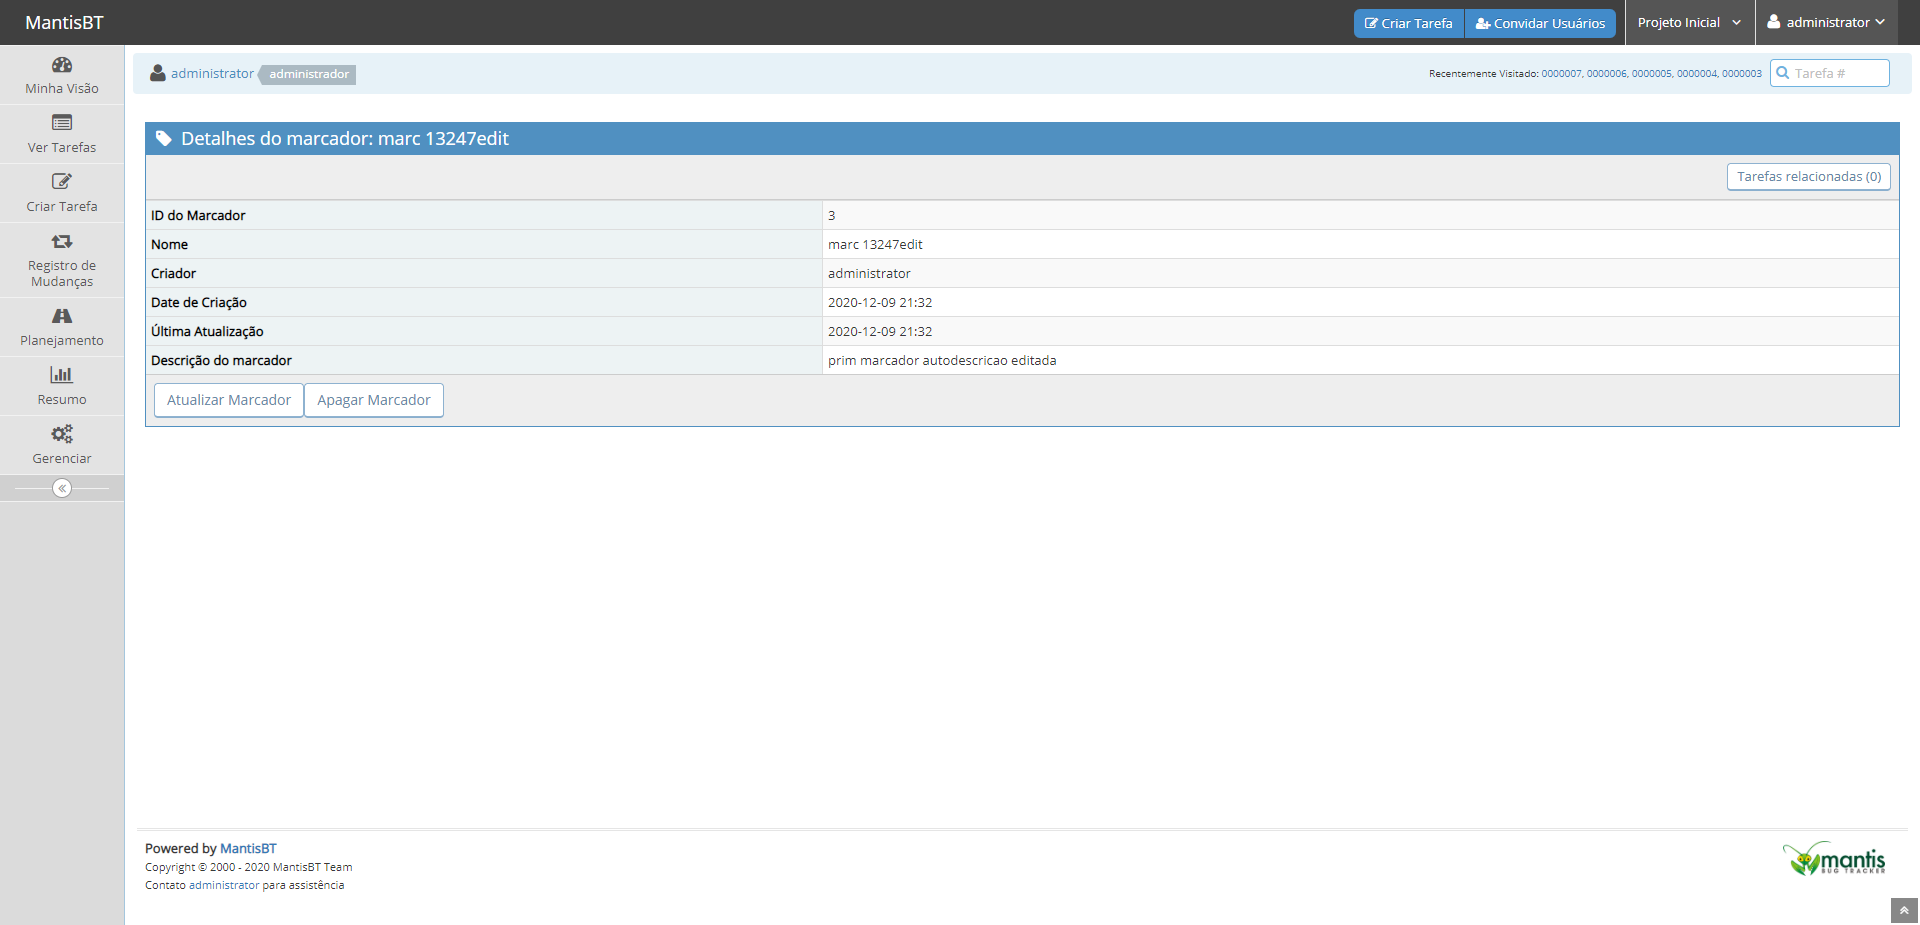 MantisBT
Criar Tarefa
Convidar Usuários
Projeto Inicial
administrator
Minha Visão
Ver Tarefas
Criar Tarefa
Registro de
Mudanças
Planejamento
Resumo
Gerenciar
administrator administrador
Recentemente Visitado: 0000007, 0000006, 0000005, 0000004, 0000003
Tarefa #
Detalhes do marcador: marc 13247edit
Tarefas relacionadas (0)
ID do Marcador 3
Nome marc 13247edit
Criador administrator
Date de Criação 2020-12-09 21:32
Última Atualização 2020-12-09 21:32
Descrição do marcador prim marcador autodescricao editada
Atualizar Marcador Apagar Marcador
Powered by MantisBT
Copyright © 2000 - 2020 MantisBT Team
Contato administrator para assistência
mantis
BUG TRACKER